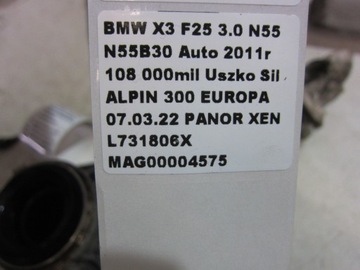 BMW X3 F25 3.0 N55
N55B30 Auto 2011r
108 000mil Uszko Sil
ALPIN 300 EUROPA
07.03.22 PANOR XEN
L731806X
MAG00004575